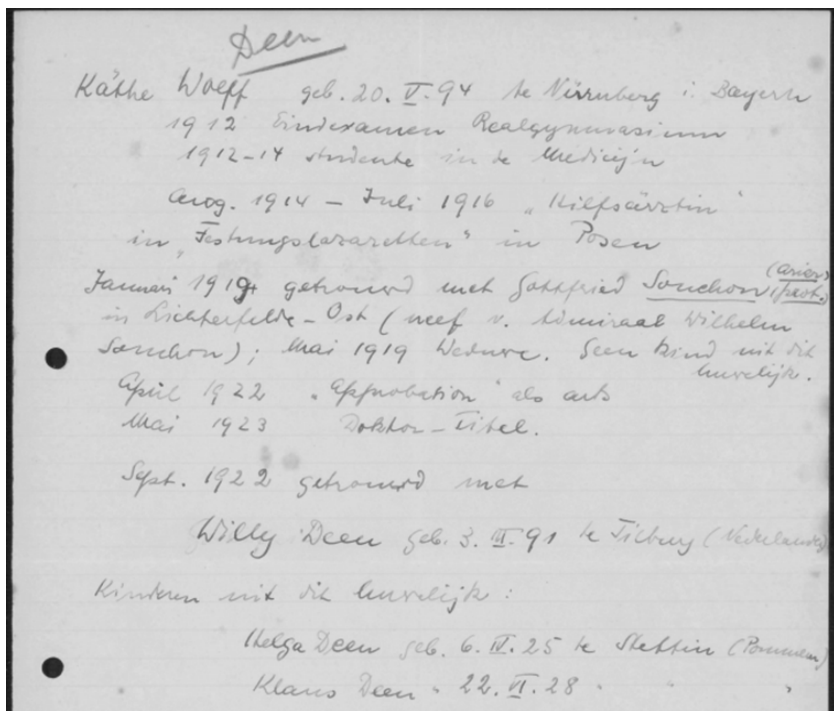 Deen
Käthe Wolff geb. 20. V. 94 te Nürnberg i. Bayern
1912 Eindexamen Realgymnasium
1912-14 studente in de Medicijn
Aug. 1914 – Juli 1916 „Hilfsärztin"
in „Festungslazaretten" in Posen
Januari 1919 getrouwd met Gottfried Souchon (arier, prot.)
in Lichterfelde-Ost (neef v. Admiraal Wilhelm
Souchon); Mai 1919 Weduwe. Geen kind uit dit
huwelijk.
April 1922 „Approbation" als arts
Mai 1923 Doktor-Titel.
Sept. 1922 getrouwd met
Willy Deen geb. 3. III. 91 te Tilburg (Nederlander)
Kinderen uit dit huwelijk:
Helga Deen geb. 6. IV. 25 te Stettin (Pommern)
Klaus Deen " 22. VI. 28 " "